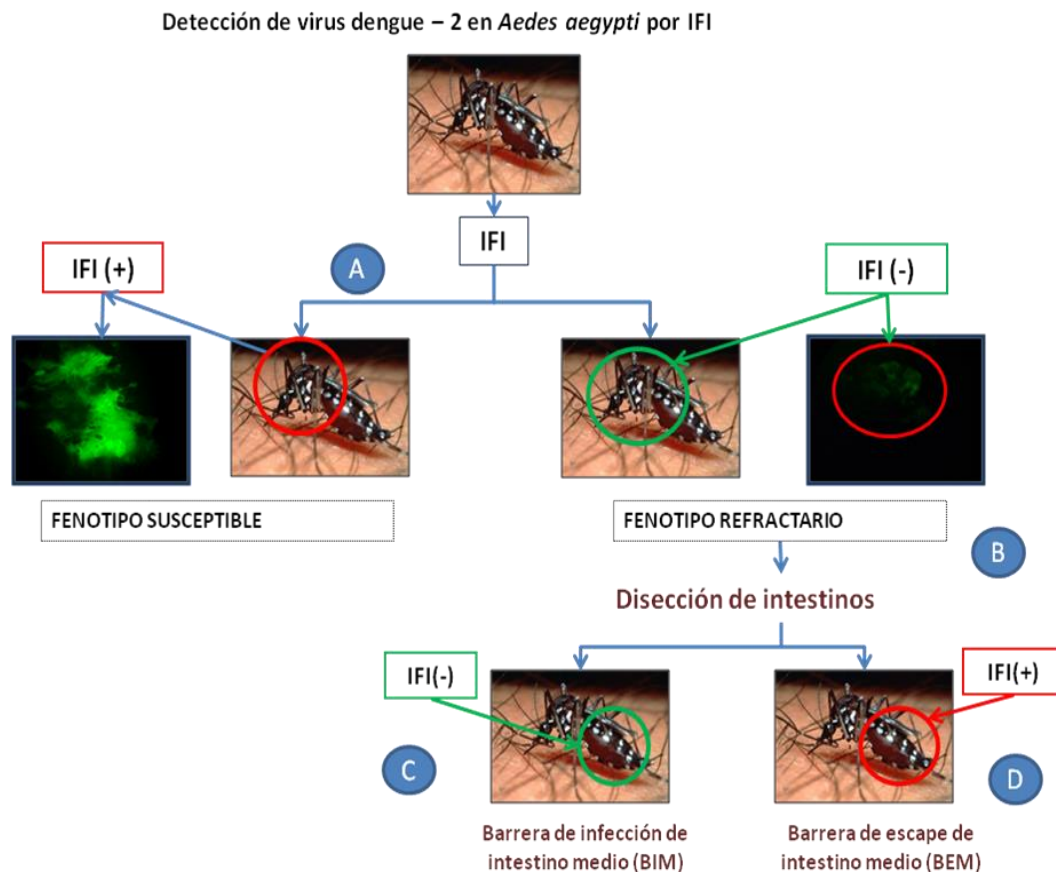 Detección de virus dengue – 2 en Aedes aegypti por IFI
IFI
A
IFI (+)
IFI (-)
FENOTIPO SUSCEPTIBLE
FENOTIPO REFRACTARIO
B
Disección de intestinos
IFI(-)
IFI(+)
C
D
Barrera de infección de
intestino medio (BIM)
Barrera de escape de
intestino medio (BEM)